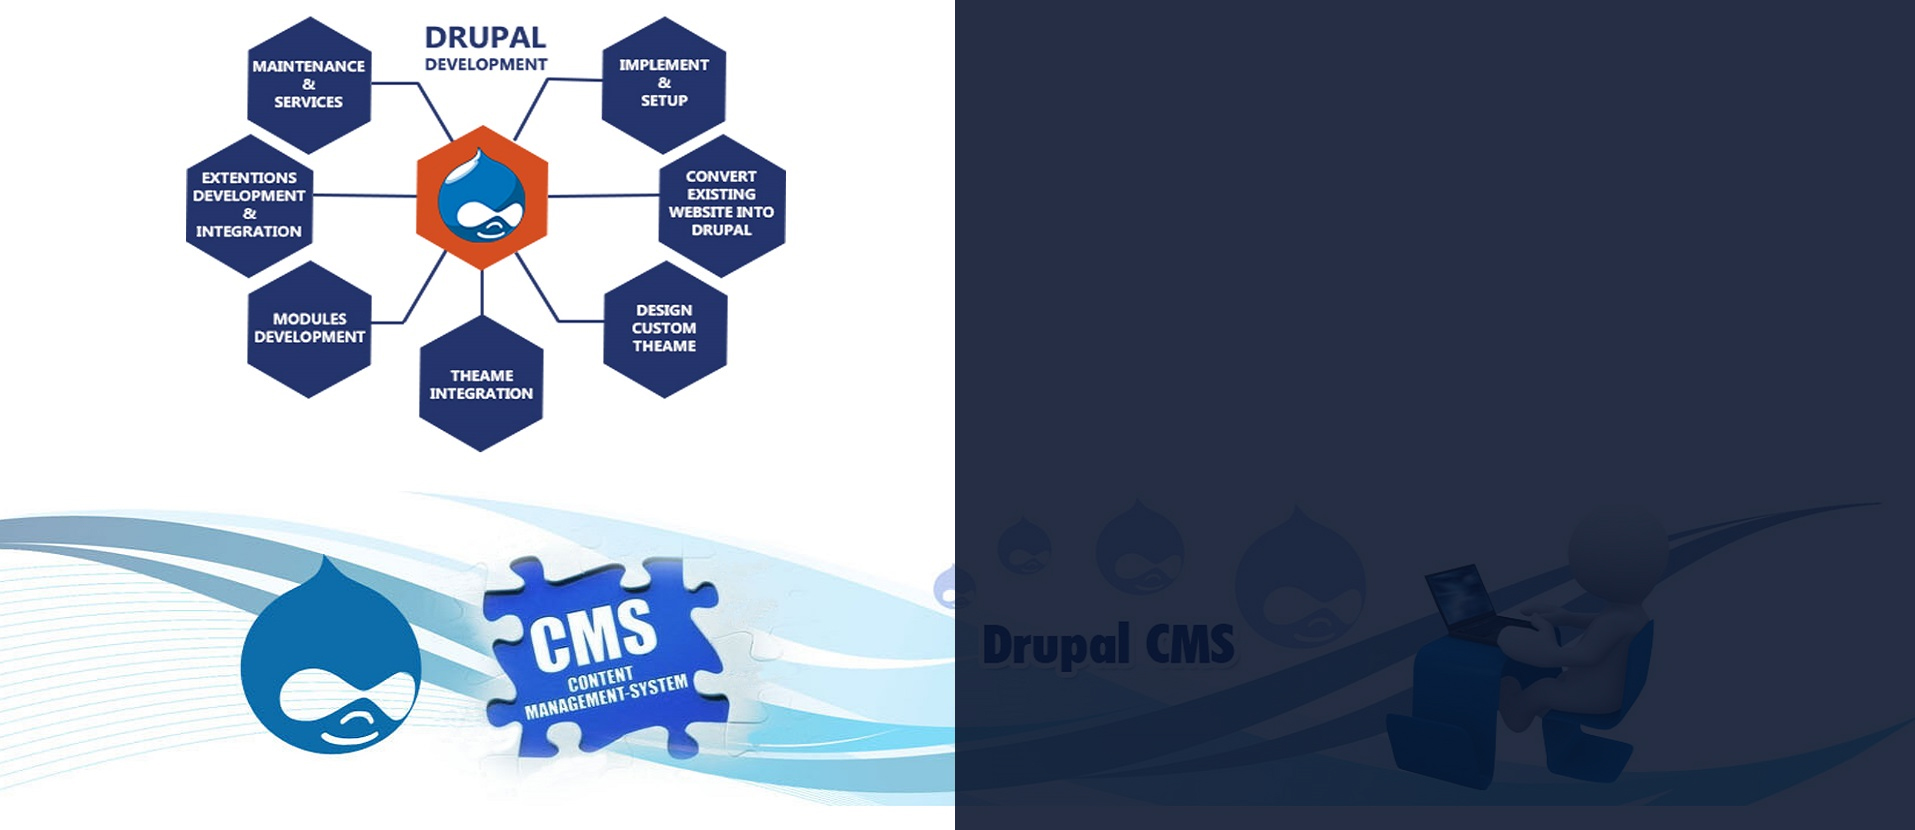 DRUPAL
DEVELOPMENT
MAINTENANCE
&
SERVICES
IMPLEMENT
&
SETUP
EXTENTIONS
DEVELOPMENT
&
INTEGRATION
CONVERT
EXISTING
WEBSITE INTO
DRUPAL
MODULES
DEVELOPMENT
DESIGN
CUSTOM
THEAME
THEAME
INTEGRATION
CMS
CONTENT
MANAGEMENT-SYSTEM
Drupal CMS